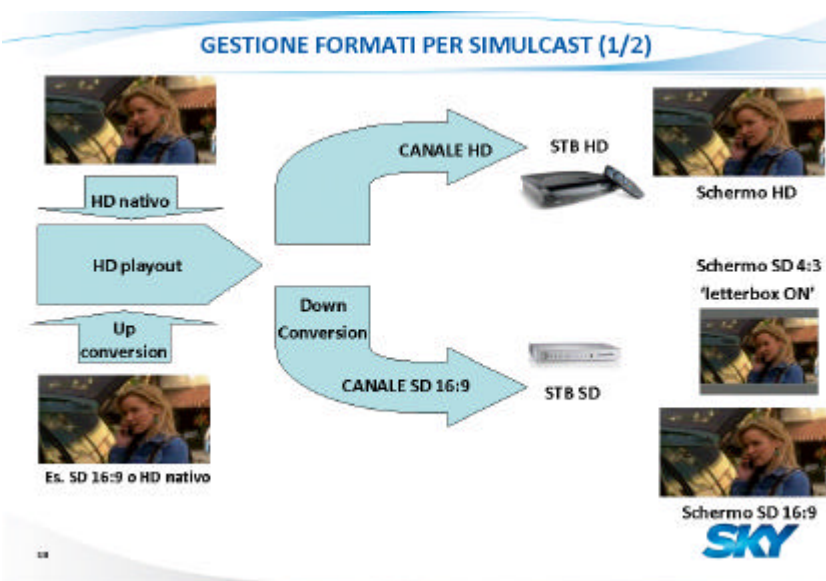 GESTIONE FORMATI PER SIMULCAST (1/2)
HD nativo
HD playout
Up
conversion
Es. SD 16:9 o HD nativo
CANALE HD
STB HD
Schermo HD
Down
Conversion
CANALE SD 16:9
STB SD
Schermo SD 4:3
'letterbox ON'
Schermo SD 16:9
SKY